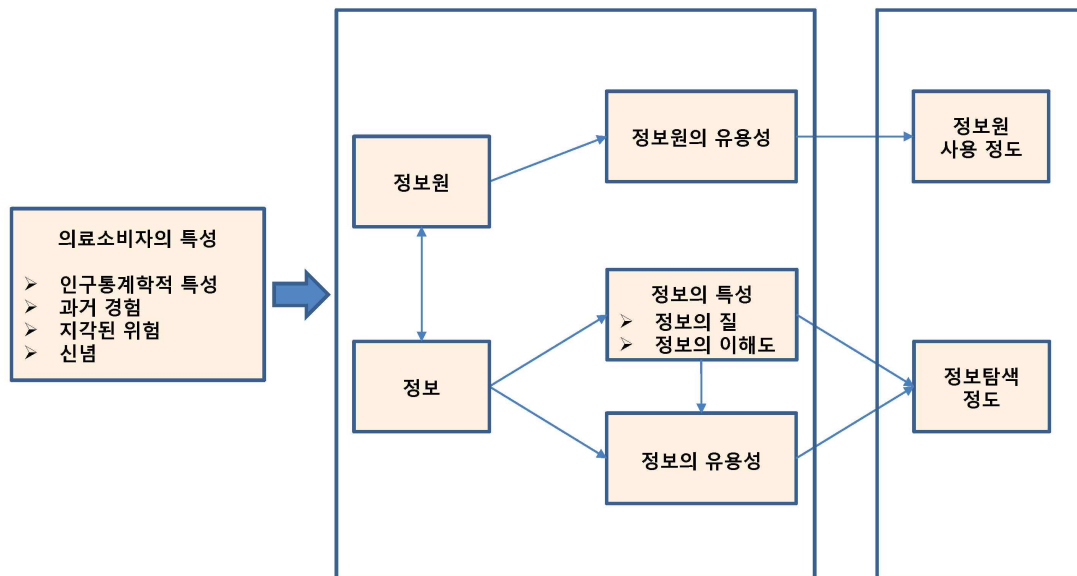 의료소비자의 특성
➢ 인구통계학적 특성
➢ 과거 경험
➢ 지각된 위험
➢ 신념
정보원
정보
정보원의 유용성
정보의 특성
➢ 정보의 질
➢ 정보의 이해도
정보의 유용성
정보원
사용 정도
정보탐색
정도